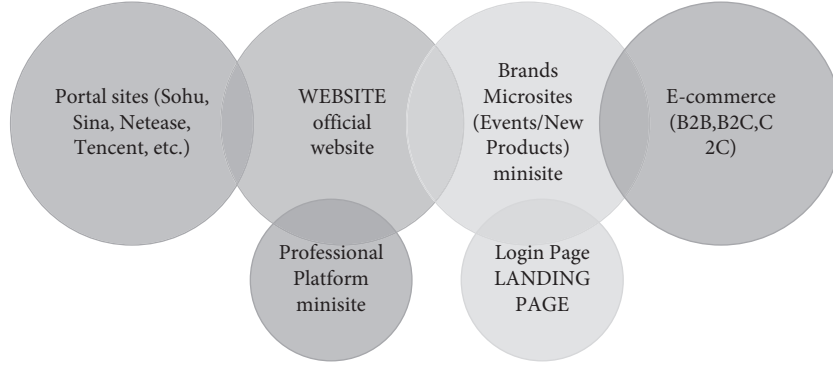 Portal sites (Sohu,
Sina, Netease,
Tencent, etc.)
WEBSITE
official
website
Brands
Microsites
(Events/New
Products)
minisite
E-commerce
(B2B,B2C,C
2C)
Professional
Platform
minisite
Login Page
LANDING
PAGE